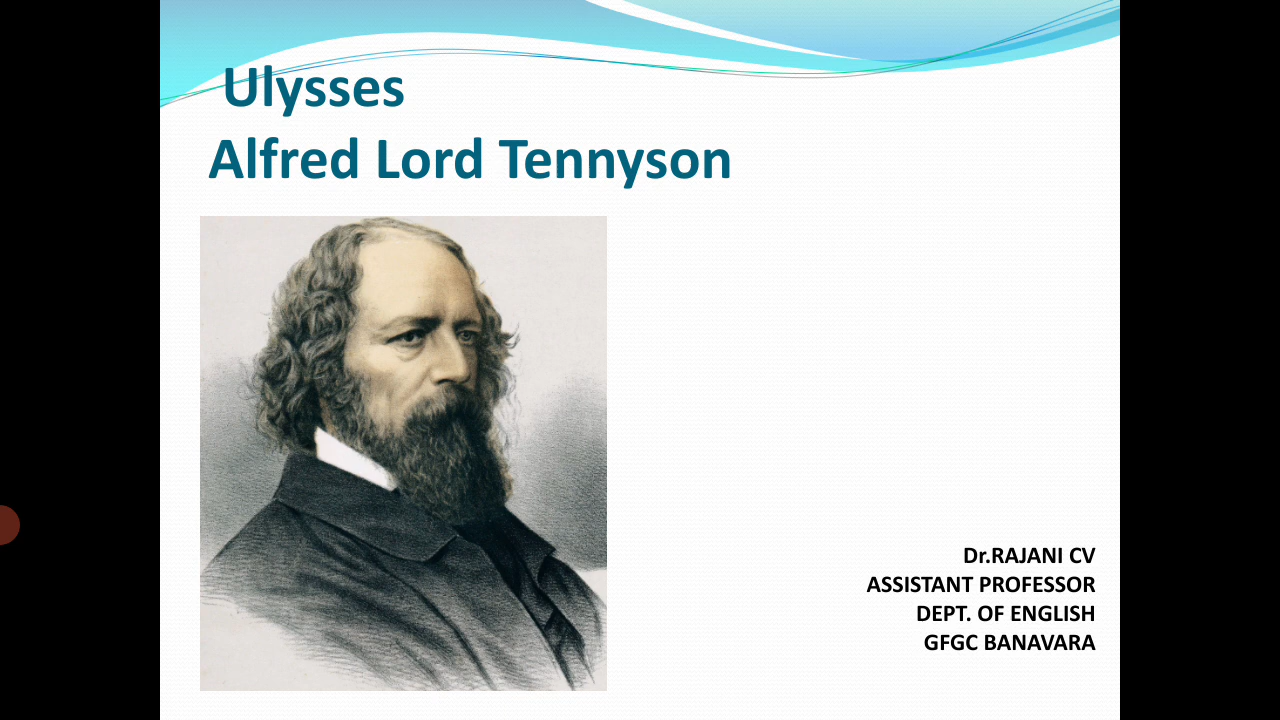 Ulysses
Alfred Lord Tennyson
Dr.RAJANI CV
ASSISTANT PROFESSOR
DEPT. OF ENGLISH
GFGC BANAVARA